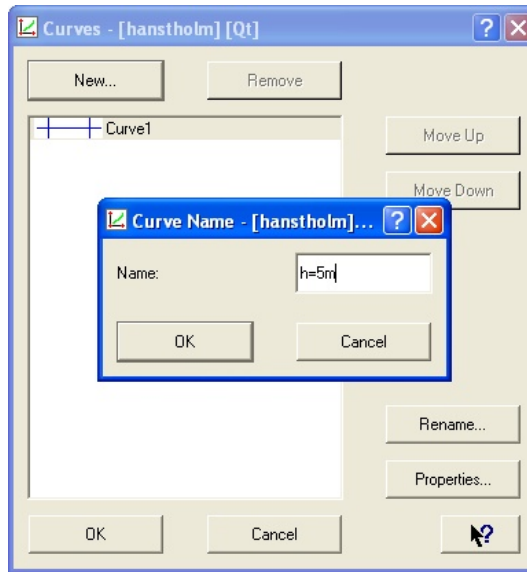 Curves - [hanstholm] [Qt]
New...
Remove
Curve1
Move Up
Move Down
Curve Name - [hanstholm]...
Name:
h=5m
OK
Cancel
Rename...
Properties...
OK
Cancel